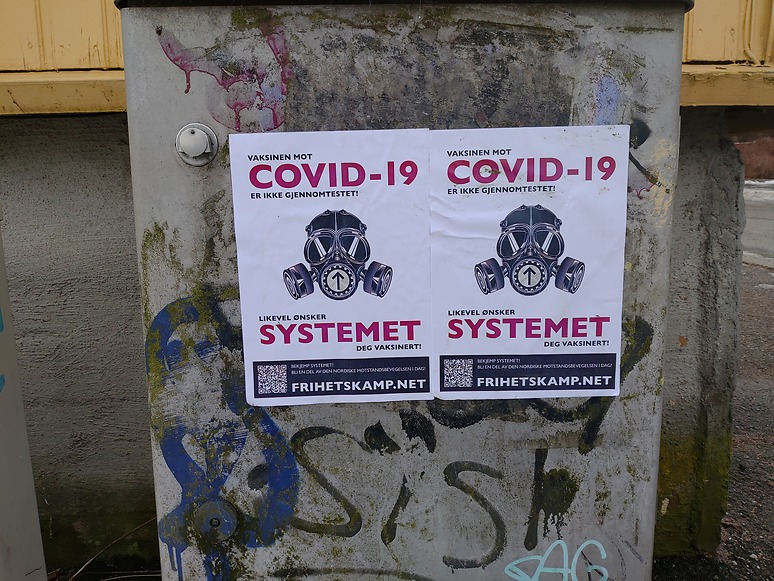 VAKSINEN MOT
COVID-19
ER IKKE GJENNOMTESTET!
LIKEVEL ØNSKER
SYSTEMET
DEG VAKSINERT!
BEKJEMP SYSTEMET!
BLI EN DEL AV DEN NORDISKE MOTSTANDSBEVEGELSEN I DAG!
FRIHETSKAMP.NET
VAKSINEN MOT
COVID-19
ER IKKE GJENNOMTESTET!
LIKEVEL ØNSKER
SYSTEMET
DEG VAKSINERT!
BEKJEMP SYSTEMET!
BLI EN DEL AV DEN NORDISKE MOTSTANDSBEVEGELSEN I DAG!
FRIHETSKAMP.NET
SiST